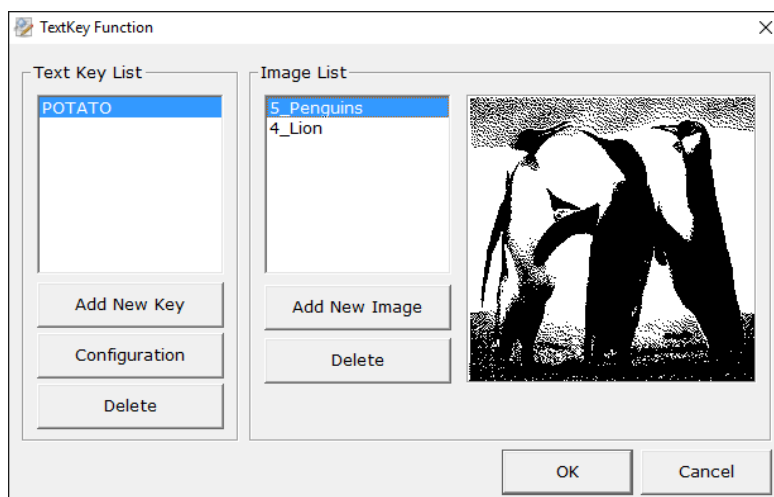 TextKey Function
Text Key List
POTATO
Add New Key
Configuration
Delete
Image List
5_Penguins
4_Lion
Add New Image
Delete
OK
Cancel